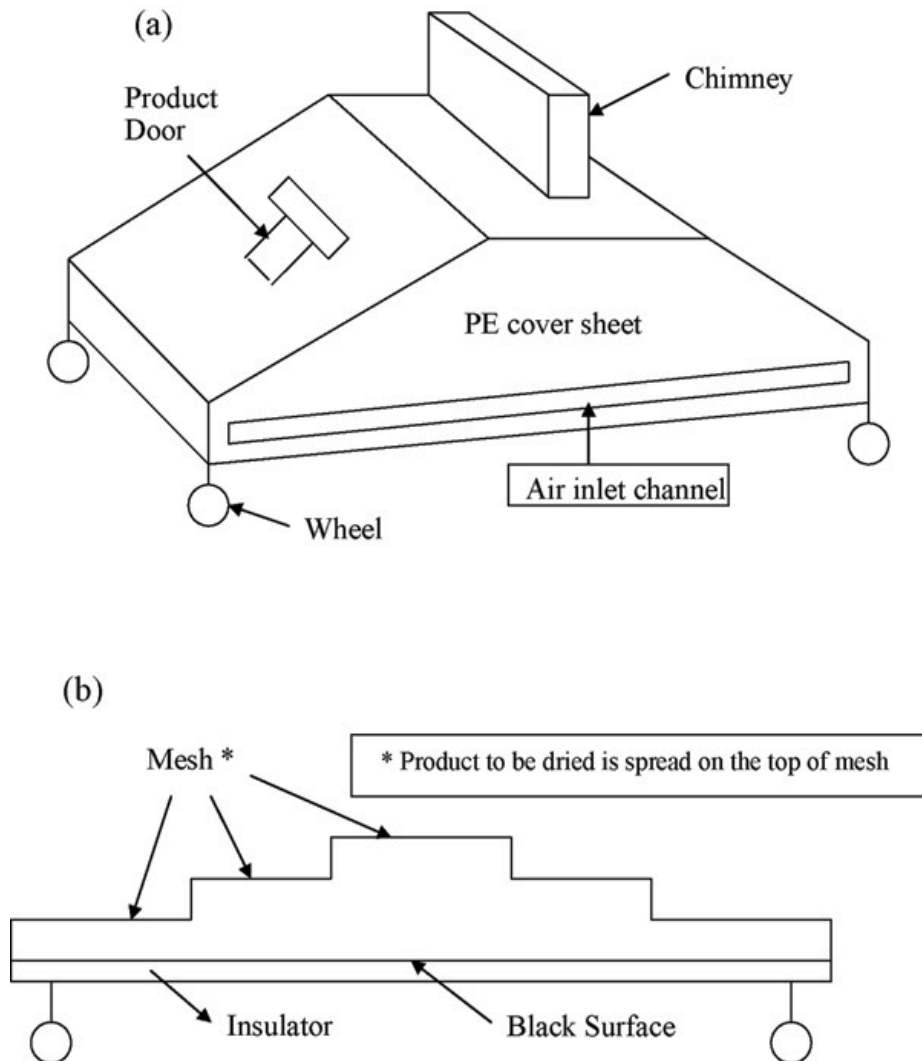 (a)
Chimney
Product
Door
PE cover sheet
Air inlet channel
Wheel
(b)
Mesh *
* Product to be dried is spread on the top of mesh
Insulator
Black Surface